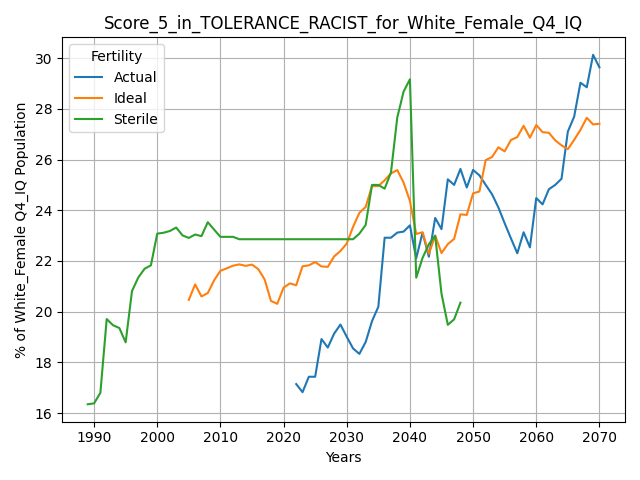 Score_5_in_TOLERANCE_RACIST_for_White_Female_Q4_IQ
Fertility
Actual
Ideal
Sterile
% of White_Female Q4_IQ Population
30
28
26
24
22
20
18
16
1990 2000 2010 2020 2030 2040 2050 2060 2070
Years